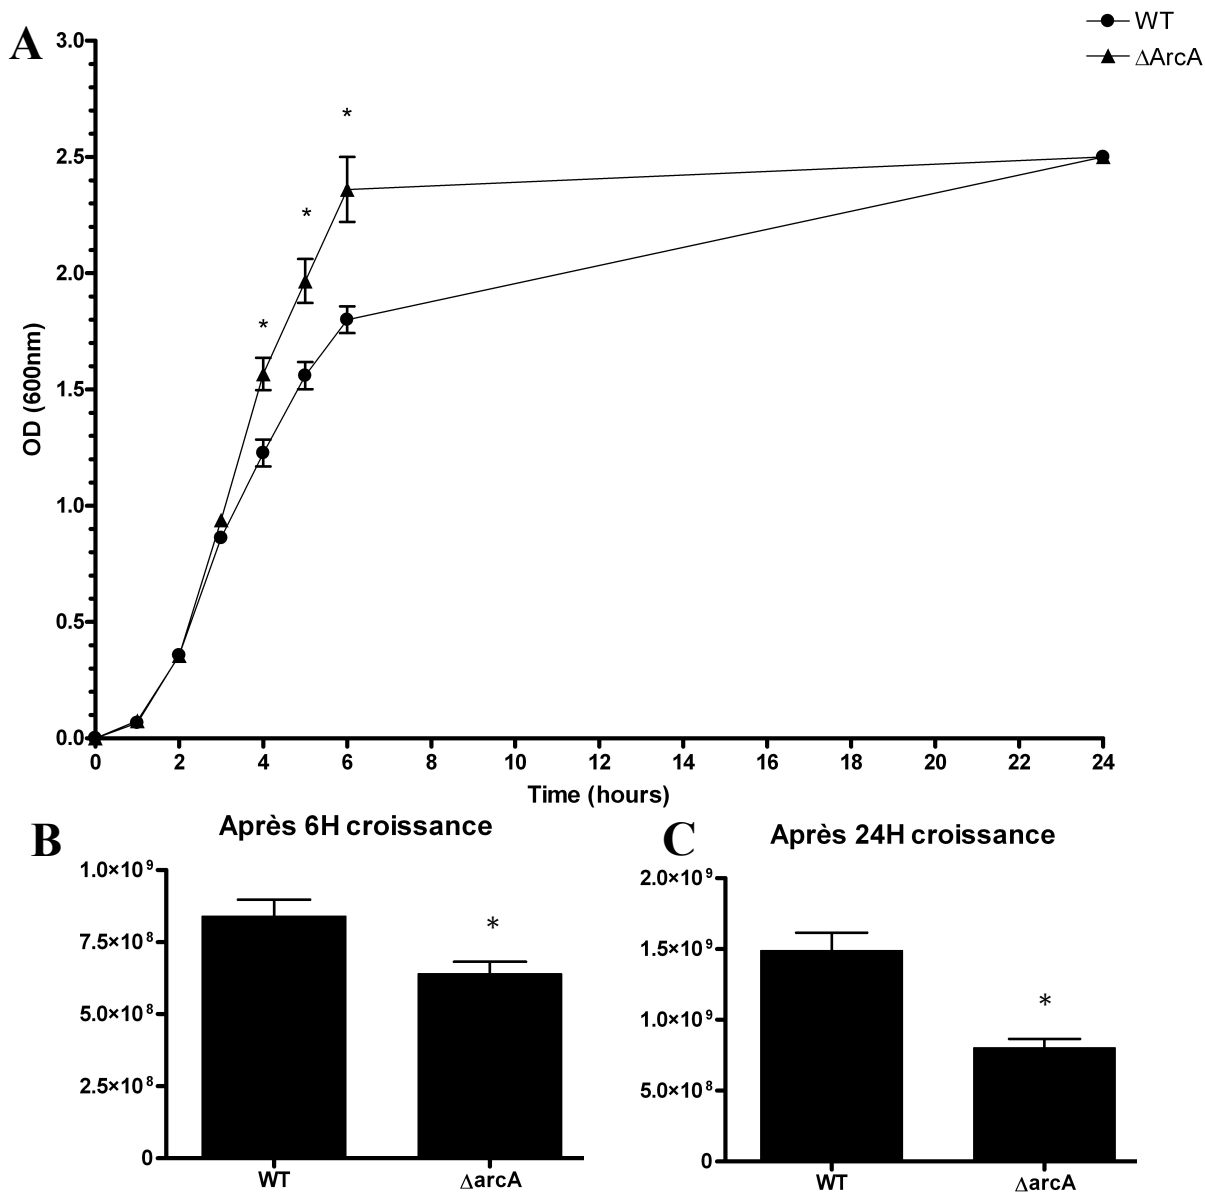 A
WT
ΔArcA
3.0
2.5
2.0
1.5
1.0
0.5
0.0
OD (600nm)
*
*
*
0 2 4 6 8 10 12 14 16 18 20 22 24
Time (hours)
B
Après 6H croissance
1.0×10⁹
7.5×10⁸
5.0×10⁸
2.5×10⁸
0
*
WT ΔarcA
C
Après 24H croissance
2.0×10⁹
1.5×10⁹
1.0×10⁹
5.0×10⁸
0
*
WT ΔarcA